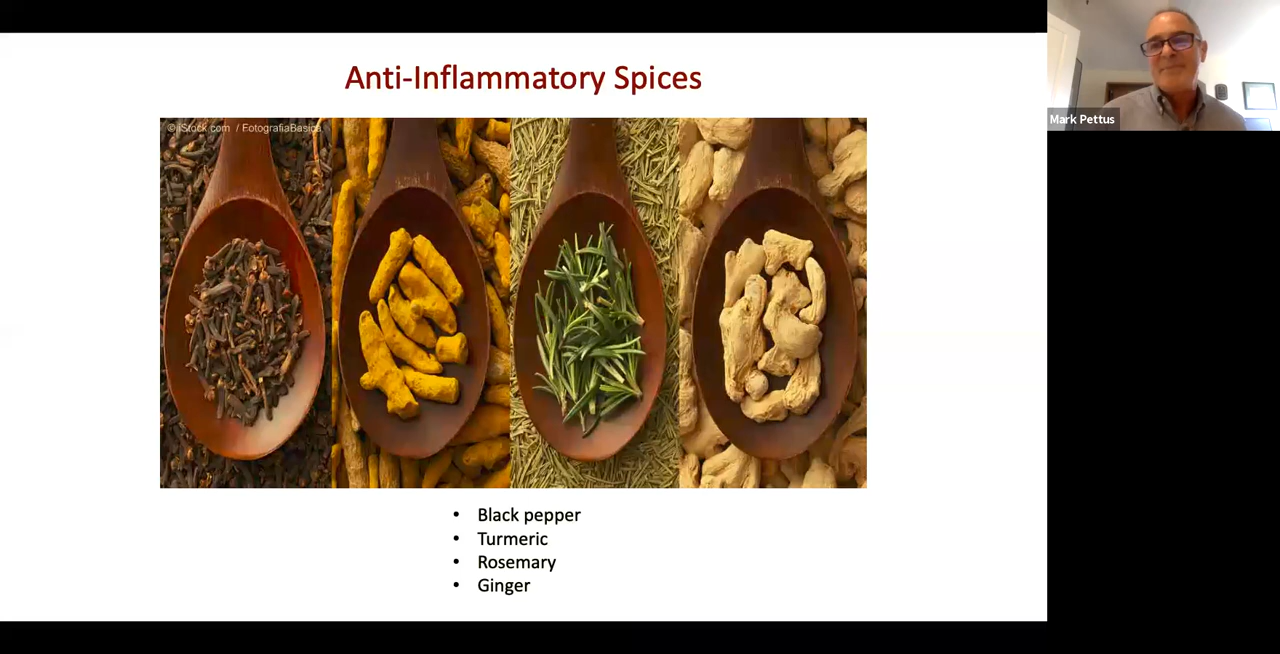 Anti-Inflammatory Spices
©iStock.com / FotografiaBasica
Mark Pettus
• Black pepper
• Turmeric
• Rosemary
• Ginger